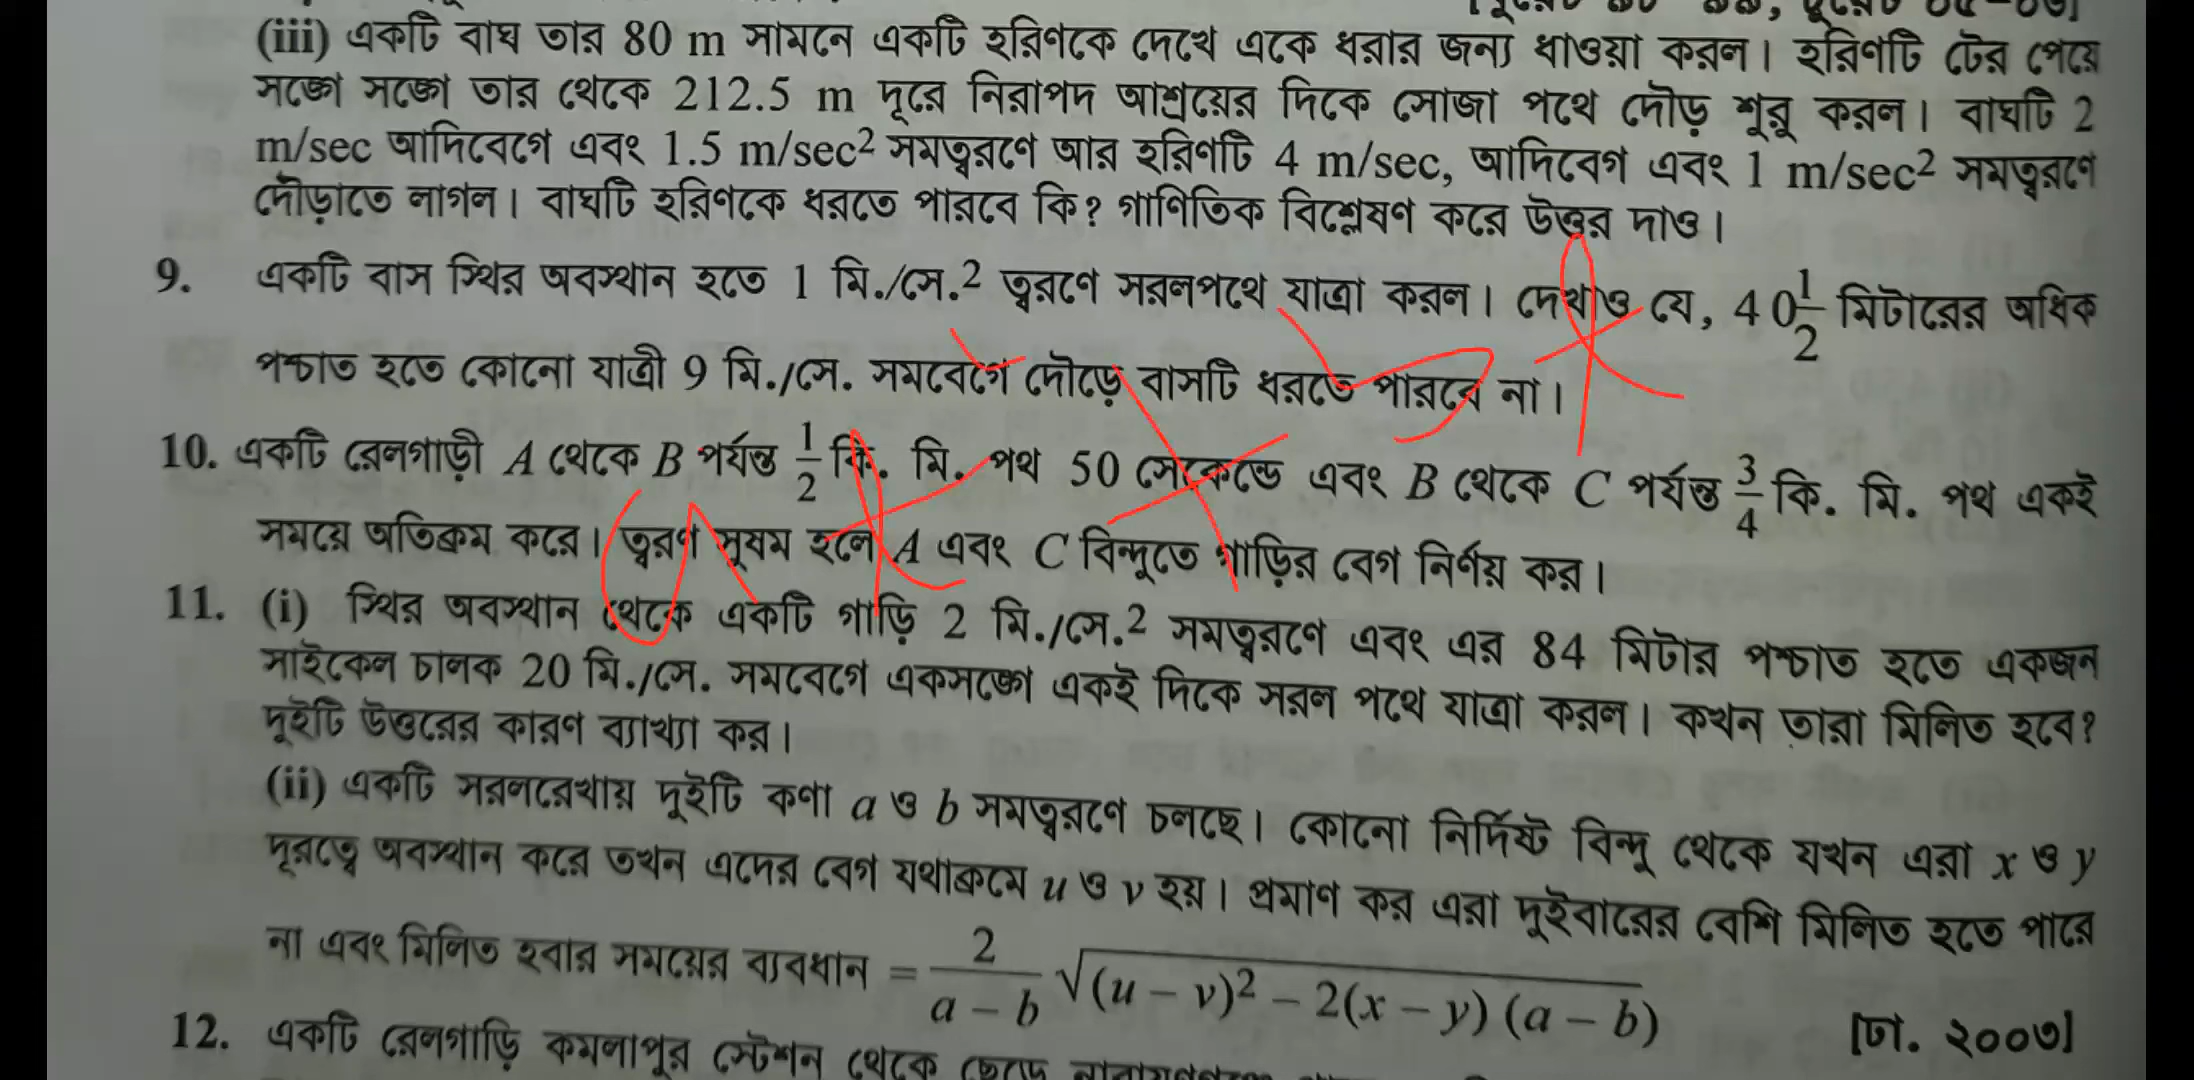 (iii) একটি বাঘ তার 80 m সামনে একটি হরিণকে দেখে একে ধরার জন্য ধাওয়া করল। হরিণটি টের পেয়ে
সঙ্গে সঙ্গে তার থেকে 212.5 m দূরে নিরাপদ আশ্রয়ের দিকে সোজা পথে দৌড় শুরু করল। বাঘটি 2
m/sec আদিবেগে এবং 1.5 m/sec² সমত্বরণে আর হরিণটি 4 m/sec, আদিবেগ এবং 1 m/sec² সমত্বরণে
দৌড়াতে লাগল। বাঘটি হরিণকে ধরতে পারবে কি? গাণিতিক বিশ্লেষণ করে উত্তর দাও।
9. একটি বাস স্থির অবস্থান হতে 1 মি./সে.² ত্বরণে সরলপথে যাত্রা করল। দেখাও যে, 4 0 1/2 মিটারের অধিক
পশ্চাত হতে কোনো যাত্রী 9 মি./সে. সমবেগে দৌড়ে বাসটি ধরতে পারবে না।
10. একটি রেলগাড়ী A থেকে B পর্যন্ত 1/2 কি. মি. পথ 50 সেকেন্ডে এবং B থেকে C পর্যন্ত 3/4 কি. মি. পথ একই
সময়ে অতিক্রম করে। ত্বরণ সুষম হলে A এবং C বিন্দুতে গাড়ির বেগ নির্ণয় কর।
11. (i) স্থির অবস্থান থেকে একটি গাড়ি 2 মি./সে.² সমত্বরণে এবং এর 84 মিটার পশ্চাত হতে একজন
সাইকেল চালক 20 মি./সে. সমবেগে একসঙ্গে একই দিকে সরল পথে যাত্রা করল। কখন তারা মিলিত হবে?
দুইটি উত্তরের কারণ ব্যাখ্যা কর।
(ii) একটি সরলরেখায় দুইটি কণা a ও b সমত্বরণে চলছে। কোনো নির্দিষ্ট বিন্দু থেকে যখন এরা x ও y
দূরত্বে অবস্থান করে তখন এদের বেগ যথাক্রমে u ও v হয়। প্রমাণ কর এরা দুইবারের বেশি মিলিত হতে পারে
না এবং মিলিত হবার সময়ের ব্যবধান = 2/(a – b) √(u – v)² – 2(x – y) (a – b)
[ঢা. ২০০৩]
12. একটি রেলগাড়ি কমলাপুর স্টেশন থেকে ছেড়ে